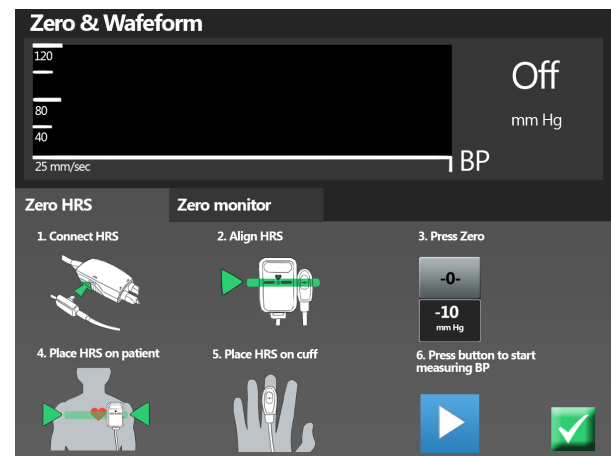 Zero & Wafeform
120
80
40
25 mm/sec
BP
Off
mm Hg
Zero HRS
Zero monitor
1. Connect HRS
2. Align HRS
3. Press Zero
-0-
-10
mm Hg
4. Place HRS on patient
5. Place HRS on cuff
6. Press button to start
measuring BP